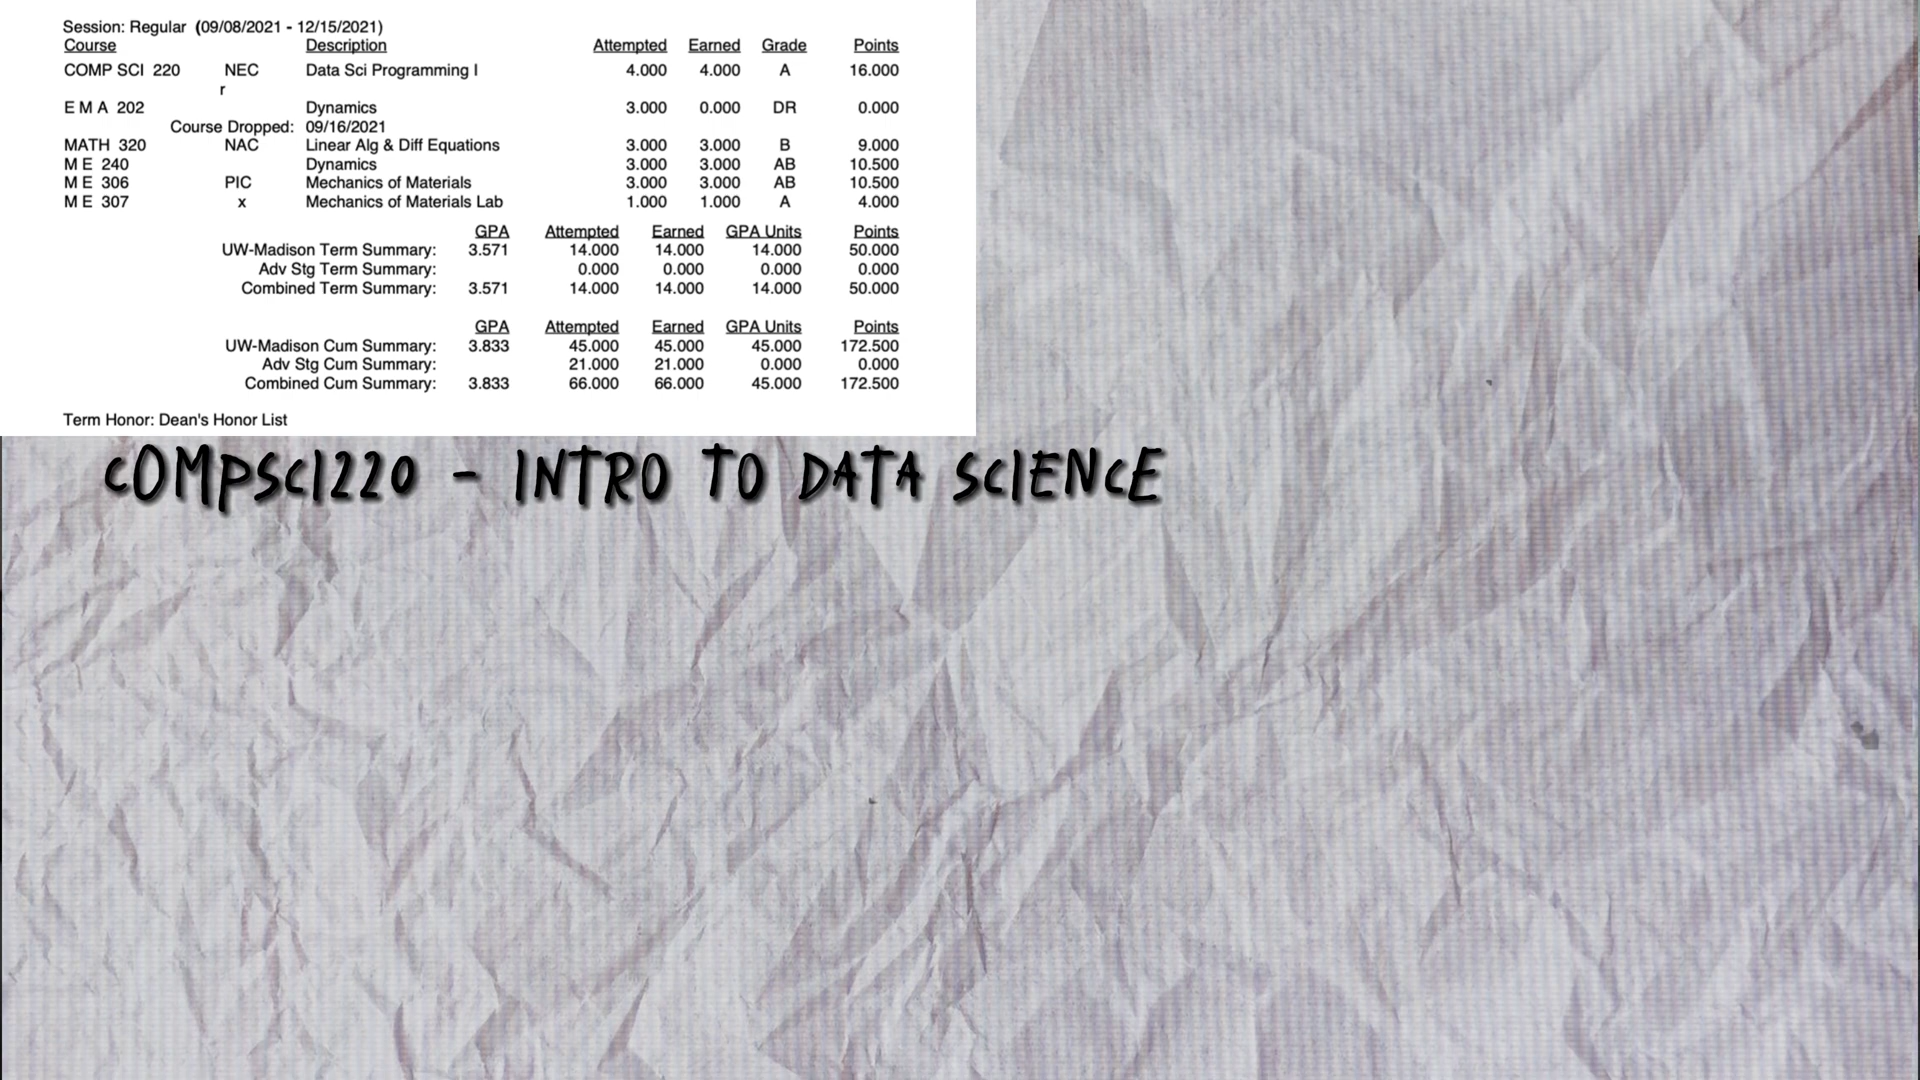 Session: Regular (09/08/2021 - 12/15/2021)
Course Description Attempted Earned Grade Points
COMP SCI 220 NEC Data Sci Programming I 4.000 4.000 A 16.000
r
E M A 202 Dynamics 3.000 0.000 DR 0.000
Course Dropped: 09/16/2021
MATH 320 NAC Linear Alg & Diff Equations 3.000 3.000 B 9.000
M E 240 Dynamics 3.000 3.000 AB 10.500
M E 306 PIC Mechanics of Materials 3.000 3.000 AB 10.500
M E 307 x Mechanics of Materials Lab 1.000 1.000 A 4.000
GPA Attempted Earned GPA Units Points
UW-Madison Term Summary: 3.571 14.000 14.000 14.000 50.000
Adv Stg Term Summary: 0.000 0.000 0.000 0.000
Combined Term Summary: 3.571 14.000 14.000 14.000 50.000
GPA Attempted Earned GPA Units Points
UW-Madison Cum Summary: 3.833 45.000 45.000 45.000 172.500
Adv Stg Cum Summary: 21.000 21.000 0.000 0.000
Combined Cum Summary: 3.833 66.000 66.000 45.000 172.500
Term Honor: Dean's Honor List
COMPSCI220 - INTRO TO DATA SCIENCE